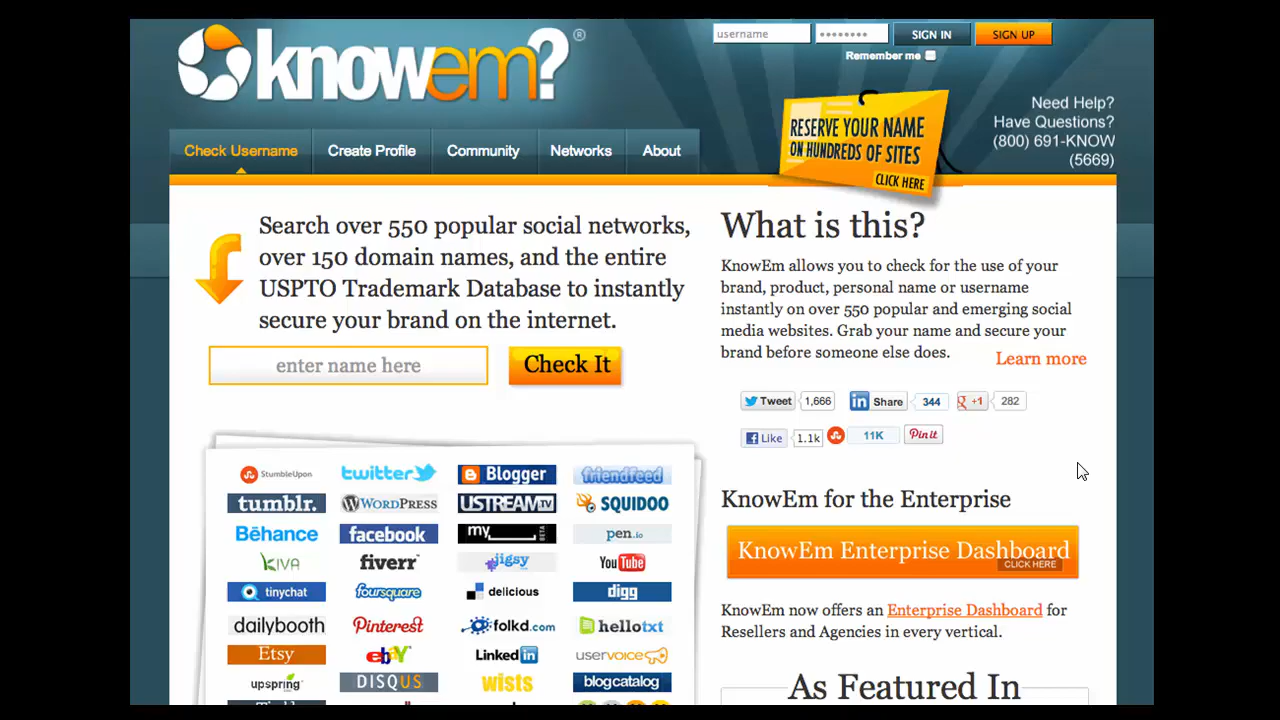 knowem?®
username
••••••••
SIGN IN
SIGN UP
Remember me
RESERVE YOUR NAME
ON HUNDREDS OF SITES
CLICK HERE
Need Help?
Have Questions?
(800) 691-KNOW
(5669)
Check Username
Create Profile
Community
Networks
About
Search over 550 popular social networks,
over 150 domain names, and the entire
USPTO Trademark Database to instantly
secure your brand on the internet.
enter name here
Check It
What is this?
KnowEm allows you to check for the use of your
brand, product, personal name or username
instantly on over 550 popular and emerging social
media websites. Grab your name and secure your
brand before someone else does.
Learn more
Tweet 1,666
in Share 344
g +1 282
f Like 1.1k
11K
Pin it
StumbleUpon twitter Blogger friendfeed
tumblr. WORDPRESS USTREAM.TV SQUIDOO
Bēhance facebook my BETA pen.io
KIVA fiverr jigsy YouTube
tinychat foursquare delicious digg
dailybooth Pinterest folkd.com hellotxt
Etsy ebay Linked in uservoice
upspring DISQUS wists blogcatalog
KnowEm for the Enterprise
KnowEm Enterprise Dashboard
CLICK HERE
KnowEm now offers an Enterprise Dashboard for
Resellers and Agencies in every vertical.
As Featured In